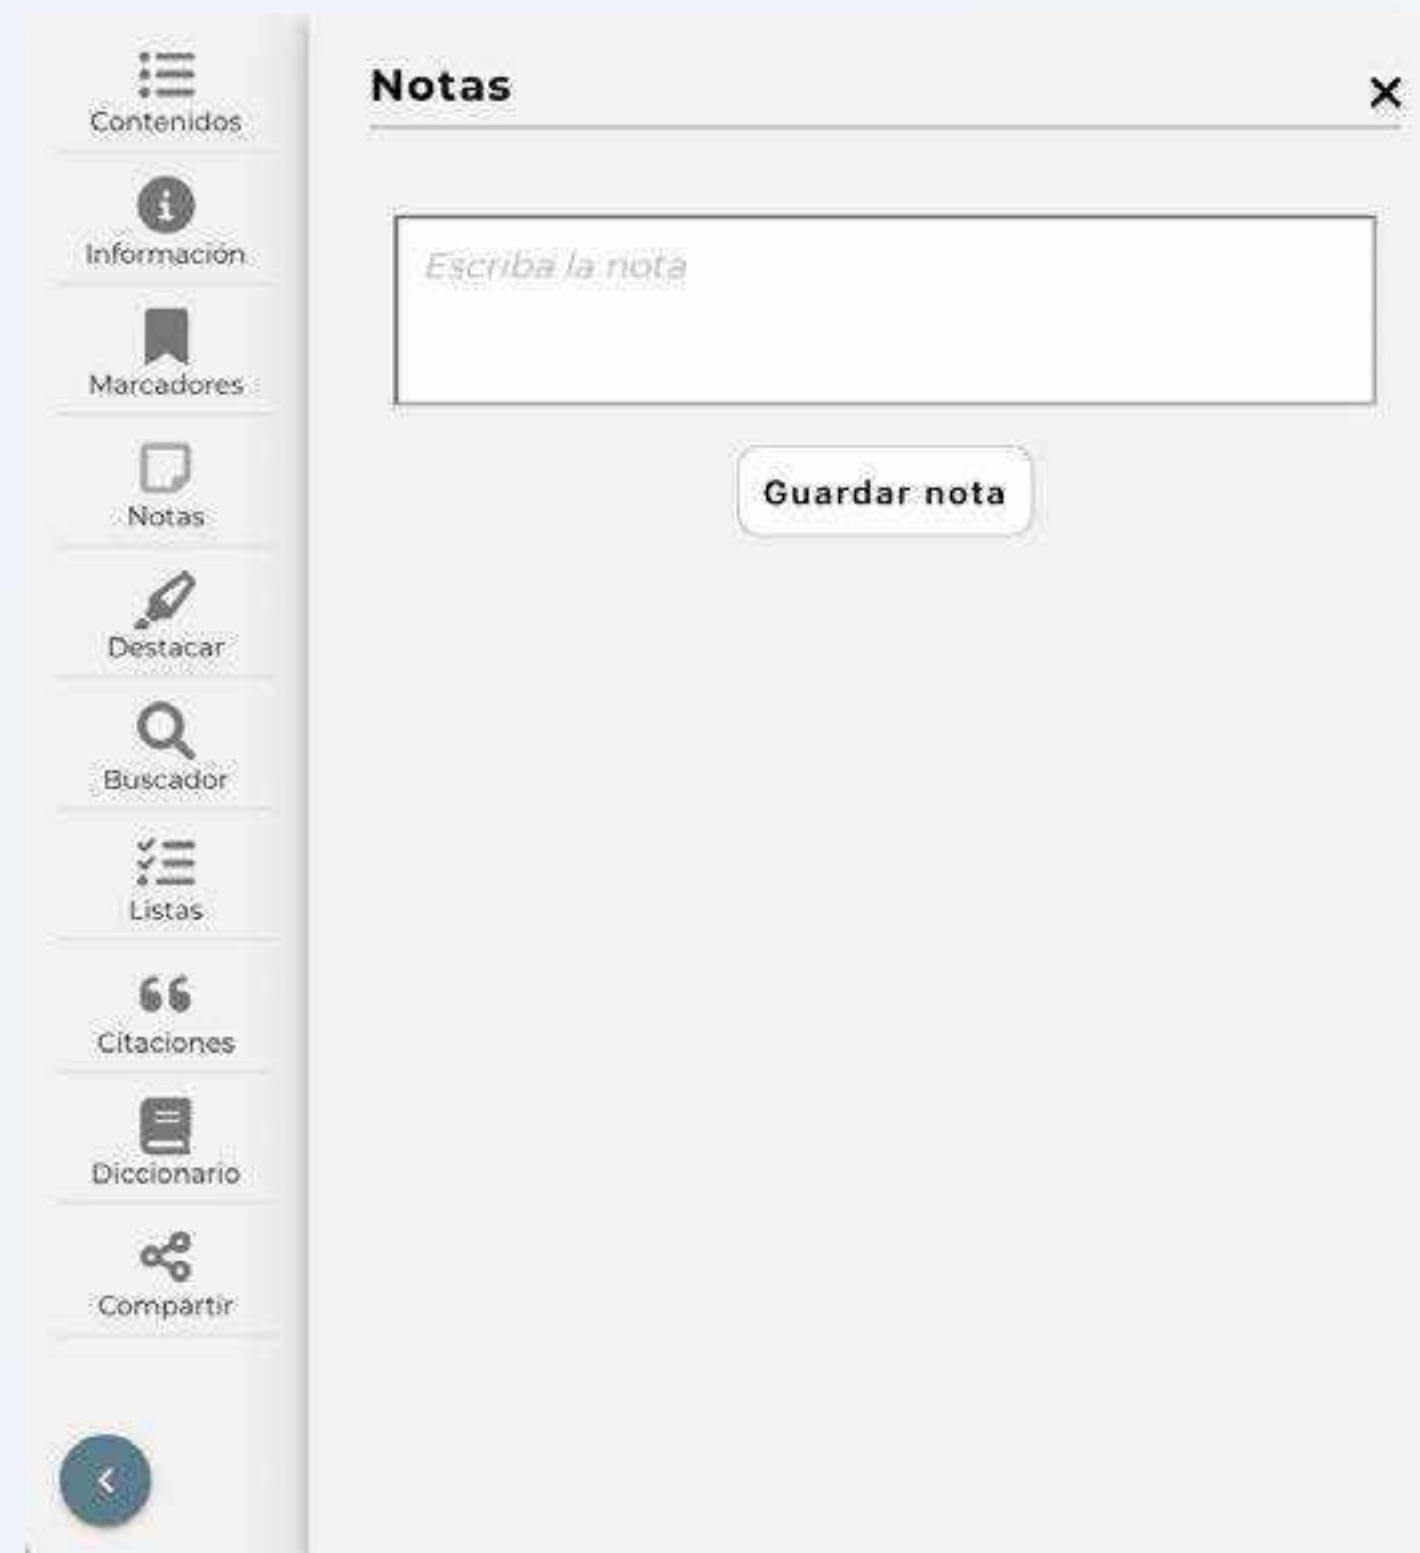 Contenidos
Información
Marcadores
Notas
Destacar
Buscador
Listas
Citaciones
Diccionario
Compartir
Notas
Escriba la nota
Guardar nota